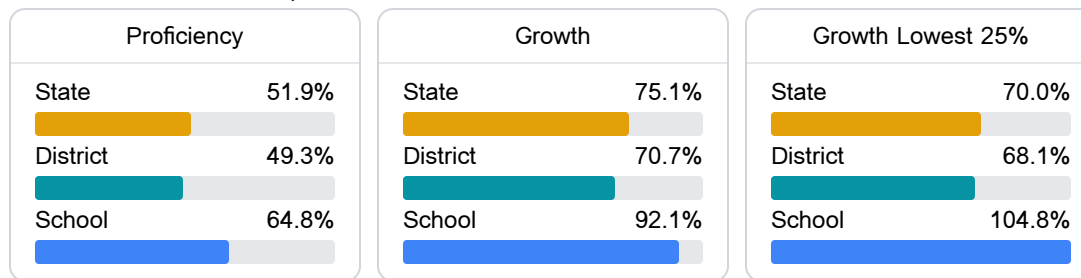 Proficiency
State 51.9%
District 49.3%
School 64.8%
Growth
State 75.1%
District 70.7%
School 92.1%
Growth Lowest 25%
State 70.0%
District 68.1%
School 104.8%